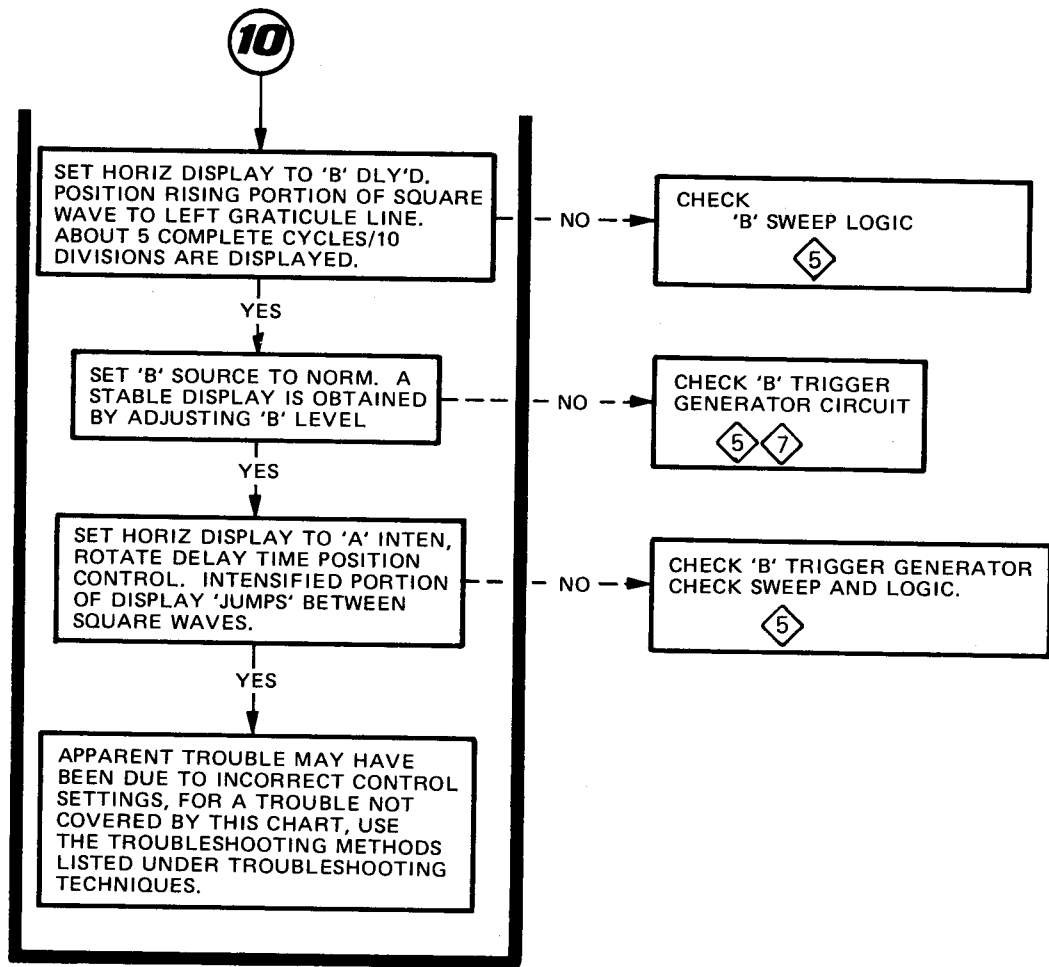 10
SET HORIZ DISPLAY TO 'B' DLY'D.
POSITION RISING PORTION OF SQUARE
WAVE TO LEFT GRATICULE LINE.
ABOUT 5 COMPLETE CYCLES/10
DIVISIONS ARE DISPLAYED.
NO
CHECK
'B' SWEEP LOGIC
5
YES
SET 'B' SOURCE TO NORM. A
STABLE DISPLAY IS OBTAINED
BY ADJUSTING 'B' LEVEL
NO
CHECK 'B' TRIGGER
GENERATOR CIRCUIT
5 7
YES
SET HORIZ DISPLAY TO 'A' INTEN,
ROTATE DELAY TIME POSITION
CONTROL. INTENSIFIED PORTION
OF DISPLAY 'JUMPS' BETWEEN
SQUARE WAVES.
NO
CHECK 'B' TRIGGER GENERATOR
CHECK SWEEP AND LOGIC.
5
YES
APPARENT TROUBLE MAY HAVE
BEEN DUE TO INCORRECT CONTROL
SETTINGS, FOR A TROUBLE NOT
COVERED BY THIS CHART, USE
THE TROUBLESHOOTING METHODS
LISTED UNDER TROUBLESHOOTING
TECHNIQUES.